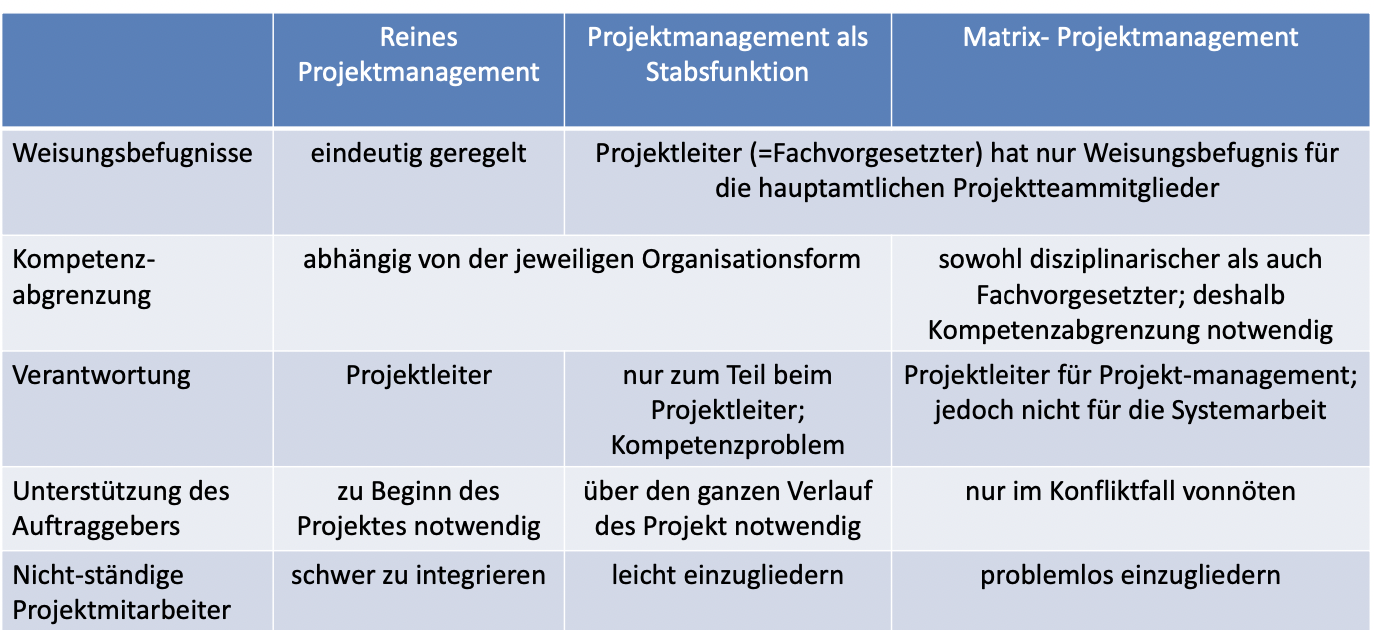 Reines
Projektmanagement
Projektmanagement als
Stabsfunktion
Matrix- Projektmanagement
Weisungsbefugnisse
eindeutig geregelt
Projektleiter (=Fachvorgesetzter) hat nur Weisungsbefugnis für
die hauptamtlichen Projektteammitglieder
Kompetenz-
abgrenzung
abhängig von der jeweiligen Organisationsform
sowohl disziplinarischer als auch
Fachvorgesetzter; deshalb
Kompetenzabgrenzung notwendig
Verantwortung
Projektleiter
nur zum Teil beim
Projektleiter;
Kompetenzproblem
Projektleiter für Projekt-management;
jedoch nicht für die Systemarbeit
Unterstützung des
Auftraggebers
zu Beginn des
Projektes notwendig
über den ganzen Verlauf
des Projekt notwendig
nur im Konfliktfall vonnöten
Nicht-ständige
Projektmitarbeiter
schwer zu integrieren
leicht einzugliedern
problemlos einzugliedern